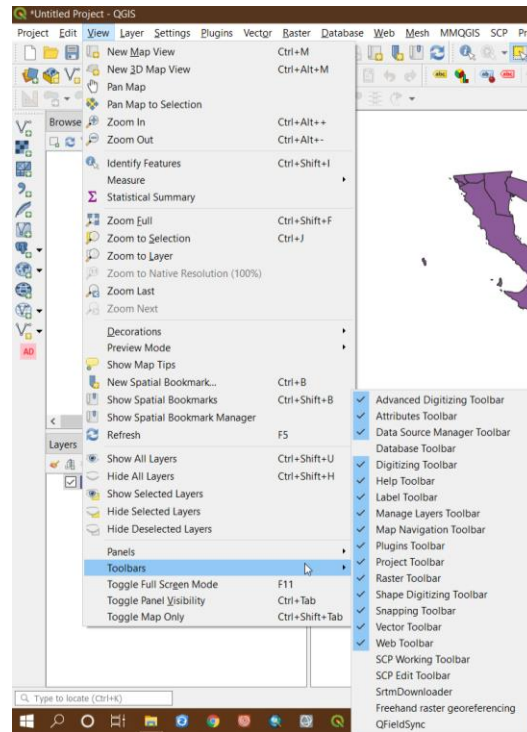 *Untitled Project - QGIS
Project Edit View Layer Settings Plugins Vector Raster Database Web Mesh MMQGIS SCP Pr
New Map View Ctrl+M
New 3D Map View Ctrl+Alt+M
Pan Map
Pan Map to Selection
Browse
Zoom In Ctrl+Alt++
Zoom Out Ctrl+Alt+-
Identify Features Ctrl+Shift+I
Measure
Statistical Summary
Zoom Full Ctrl+Shift+F
Zoom to Selection Ctrl+J
Zoom to Layer
Zoom to Native Resolution (100%)
Zoom Last
Zoom Next
Decorations
Preview Mode
AD
Show Map Tips
New Spatial Bookmark... Ctrl+B
Show Spatial Bookmarks Ctrl+Shift+B
Show Spatial Bookmark Manager
Refresh F5
Layers
Show All Layers Ctrl+Shift+U
Hide All Layers Ctrl+Shift+H
Show Selected Layers
Hide Selected Layers
Hide Deselected Layers
Panels
Toolbars
Toggle Full Screen Mode F11
Toggle Panel Visibility Ctrl+Tab
Toggle Map Only Ctrl+Shift+Tab
Advanced Digitizing Toolbar
Attributes Toolbar
Data Source Manager Toolbar
Database Toolbar
Digitizing Toolbar
Help Toolbar
Label Toolbar
Manage Layers Toolbar
Map Navigation Toolbar
Plugins Toolbar
Project Toolbar
Raster Toolbar
Shape Digitizing Toolbar
Snapping Toolbar
Vector Toolbar
Web Toolbar
SCP Working Toolbar
SCP Edit Toolbar
SrtmDownloader
Freehand raster georeferencing
QFieldSync
Type to locate (Ctrl+K)